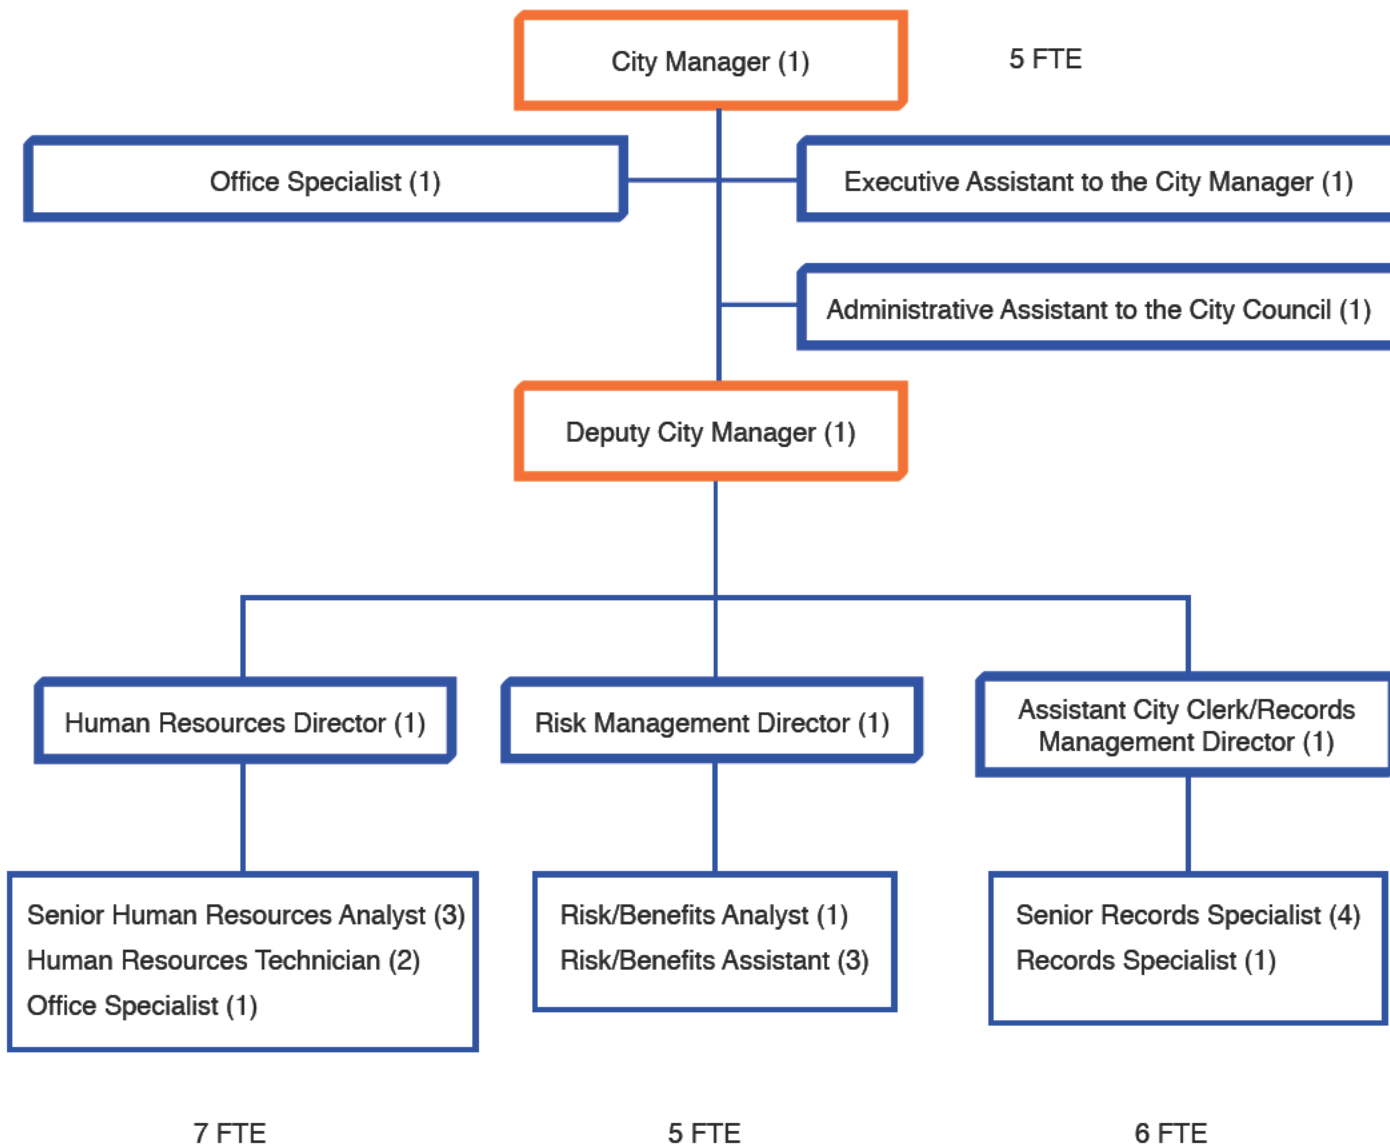 City Manager (1)
5 FTE
Office Specialist (1)
Executive Assistant to the City Manager (1)
Administrative Assistant to the City Council (1)
Deputy City Manager (1)
Human Resources Director (1)
Risk Management Director (1)
Assistant City Clerk/Records
Management Director (1)
Senior Human Resources Analyst (3)
Human Resources Technician (2)
Office Specialist (1)
Risk/Benefits Analyst (1)
Risk/Benefits Assistant (3)
Senior Records Specialist (4)
Records Specialist (1)
7 FTE
5 FTE
6 FTE